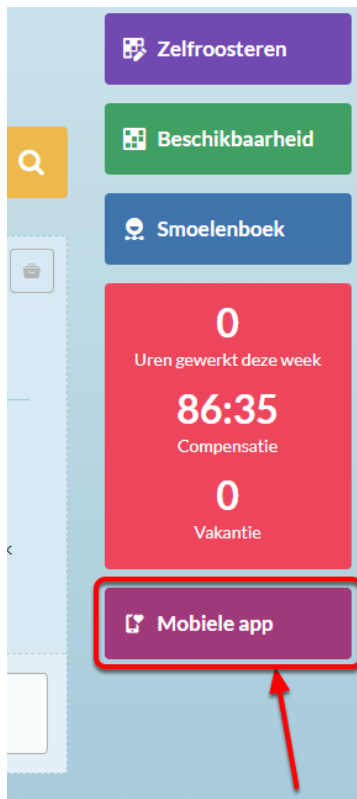 Zelfroosteren
Beschikbaarheid
Smoelenboek
0
Uren gewerkt deze week
86:35
Compensatie
0
Vakantie
k
Mobiele app